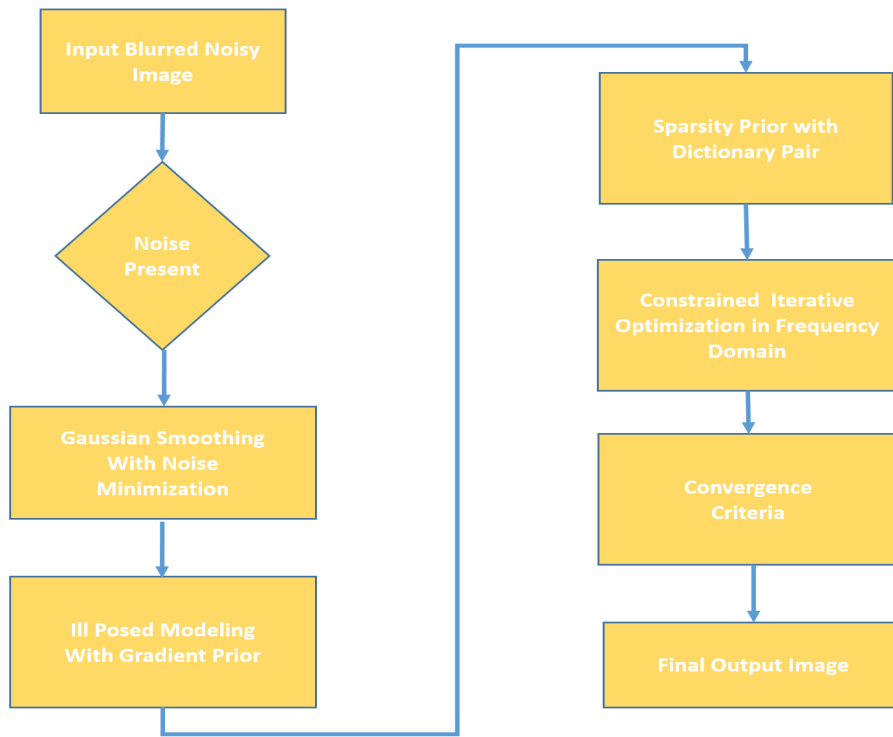 Input Blurred Noisy
Image
Noise
Present
Gaussian Smoothing
With Noise
Minimization
Ill Posed Modeling
With Gradient Prior
Sparsity Prior with
Dictionary Pair
Constrained Iterative
Optimization in Frequency
Domain
Convergence
Criteria
Final Output Image